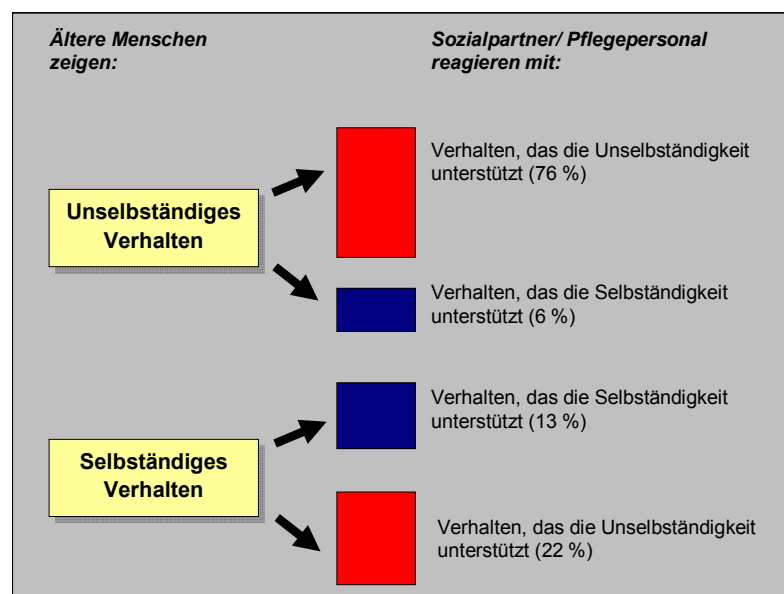 Ältere Menschen
zeigen:
Sozialpartner/ Pflegepersonal
reagieren mit:
Unselbständiges
Verhalten
Verhalten, das die Unselbständigkeit
unterstützt (76 %)
Verhalten, das die Selbständigkeit
unterstützt (6 %)
Selbständiges
Verhalten
Verhalten, das die Selbständigkeit
unterstützt (13 %)
Verhalten, das die Unselbständigkeit
unterstützt (22 %)